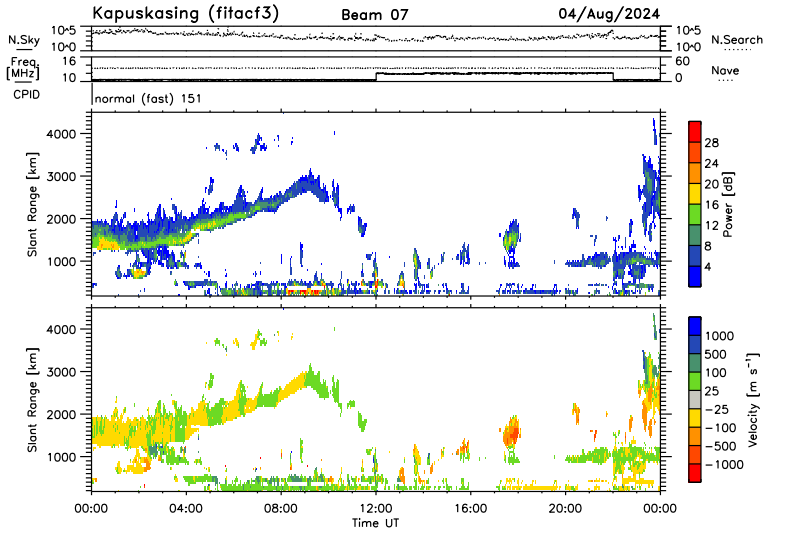 Kapuskasing (fitacf3) Beam 07 04/Aug/2024
N.Sky 10^5 10^0 10^5 10^0 N.Search
Freq. [MHz] 16 10 60 0 Nave
CPID normal (fast) 151
Slant Range [km]
4000
3000
2000
1000
Power [dB]
28
24
20
16
12
8
4
Slant Range [km]
4000
3000
2000
1000
Velocity [m s⁻¹]
1000
500
100
25
−25
−100
−500
−1000
00:00 04:00 08:00 12:00 16:00 20:00 00:00
Time UT